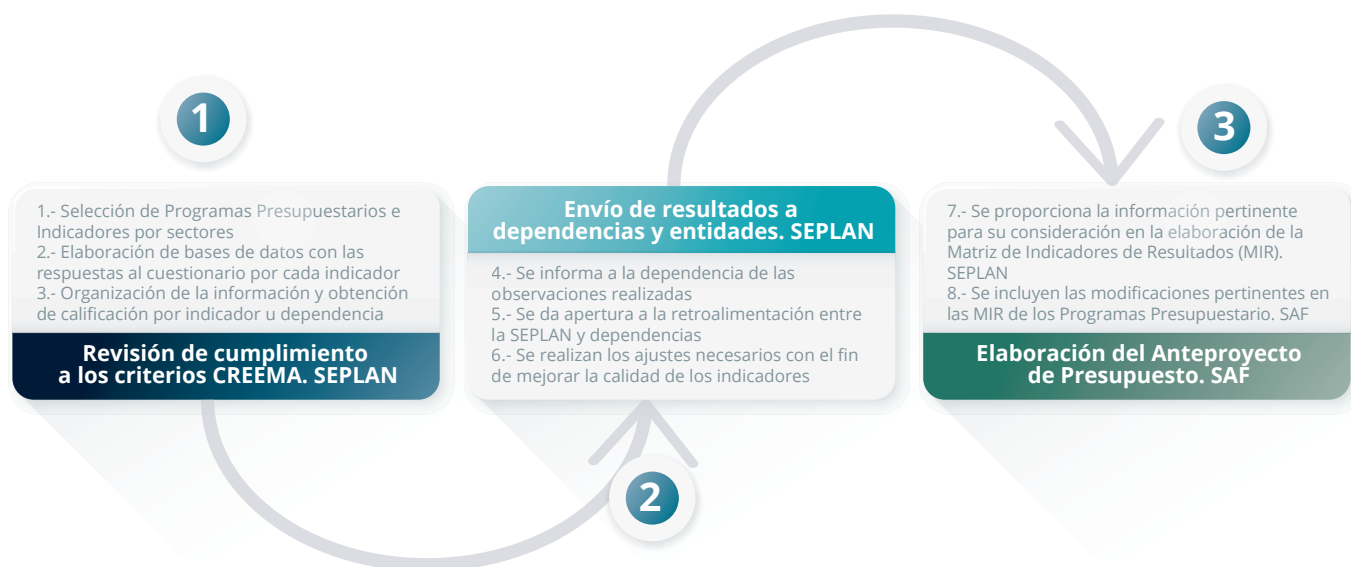 1
1.- Selección de Programas Presupuestarios e
Indicadores por sectores
2.- Elaboración de bases de datos con las
respuestas al cuestionario por cada indicador
3.- Organización de la información y obtención
de calificación por indicador u dependencia
Revisión de cumplimiento
a los criterios CREEMA. SEPLAN
Envío de resultados a
dependencias y entidades. SEPLAN
4.- Se informa a la dependencia de las
observaciones realizadas
5.- Se da apertura a la retroalimentación entre
la SEPLAN y dependencias
6.- Se realizan los ajustes necesarios con el fin
de mejorar la calidad de los indicadores
2
3
7.- Se proporciona la información pertinente
para su consideración en la elaboración de la
Matriz de Indicadores de Resultados (MIR).
SEPLAN
8.- Se incluyen las modificaciones pertinentes en
las MIR de los Programas Presupuestario. SAF
Elaboración del Anteproyecto
de Presupuesto. SAF